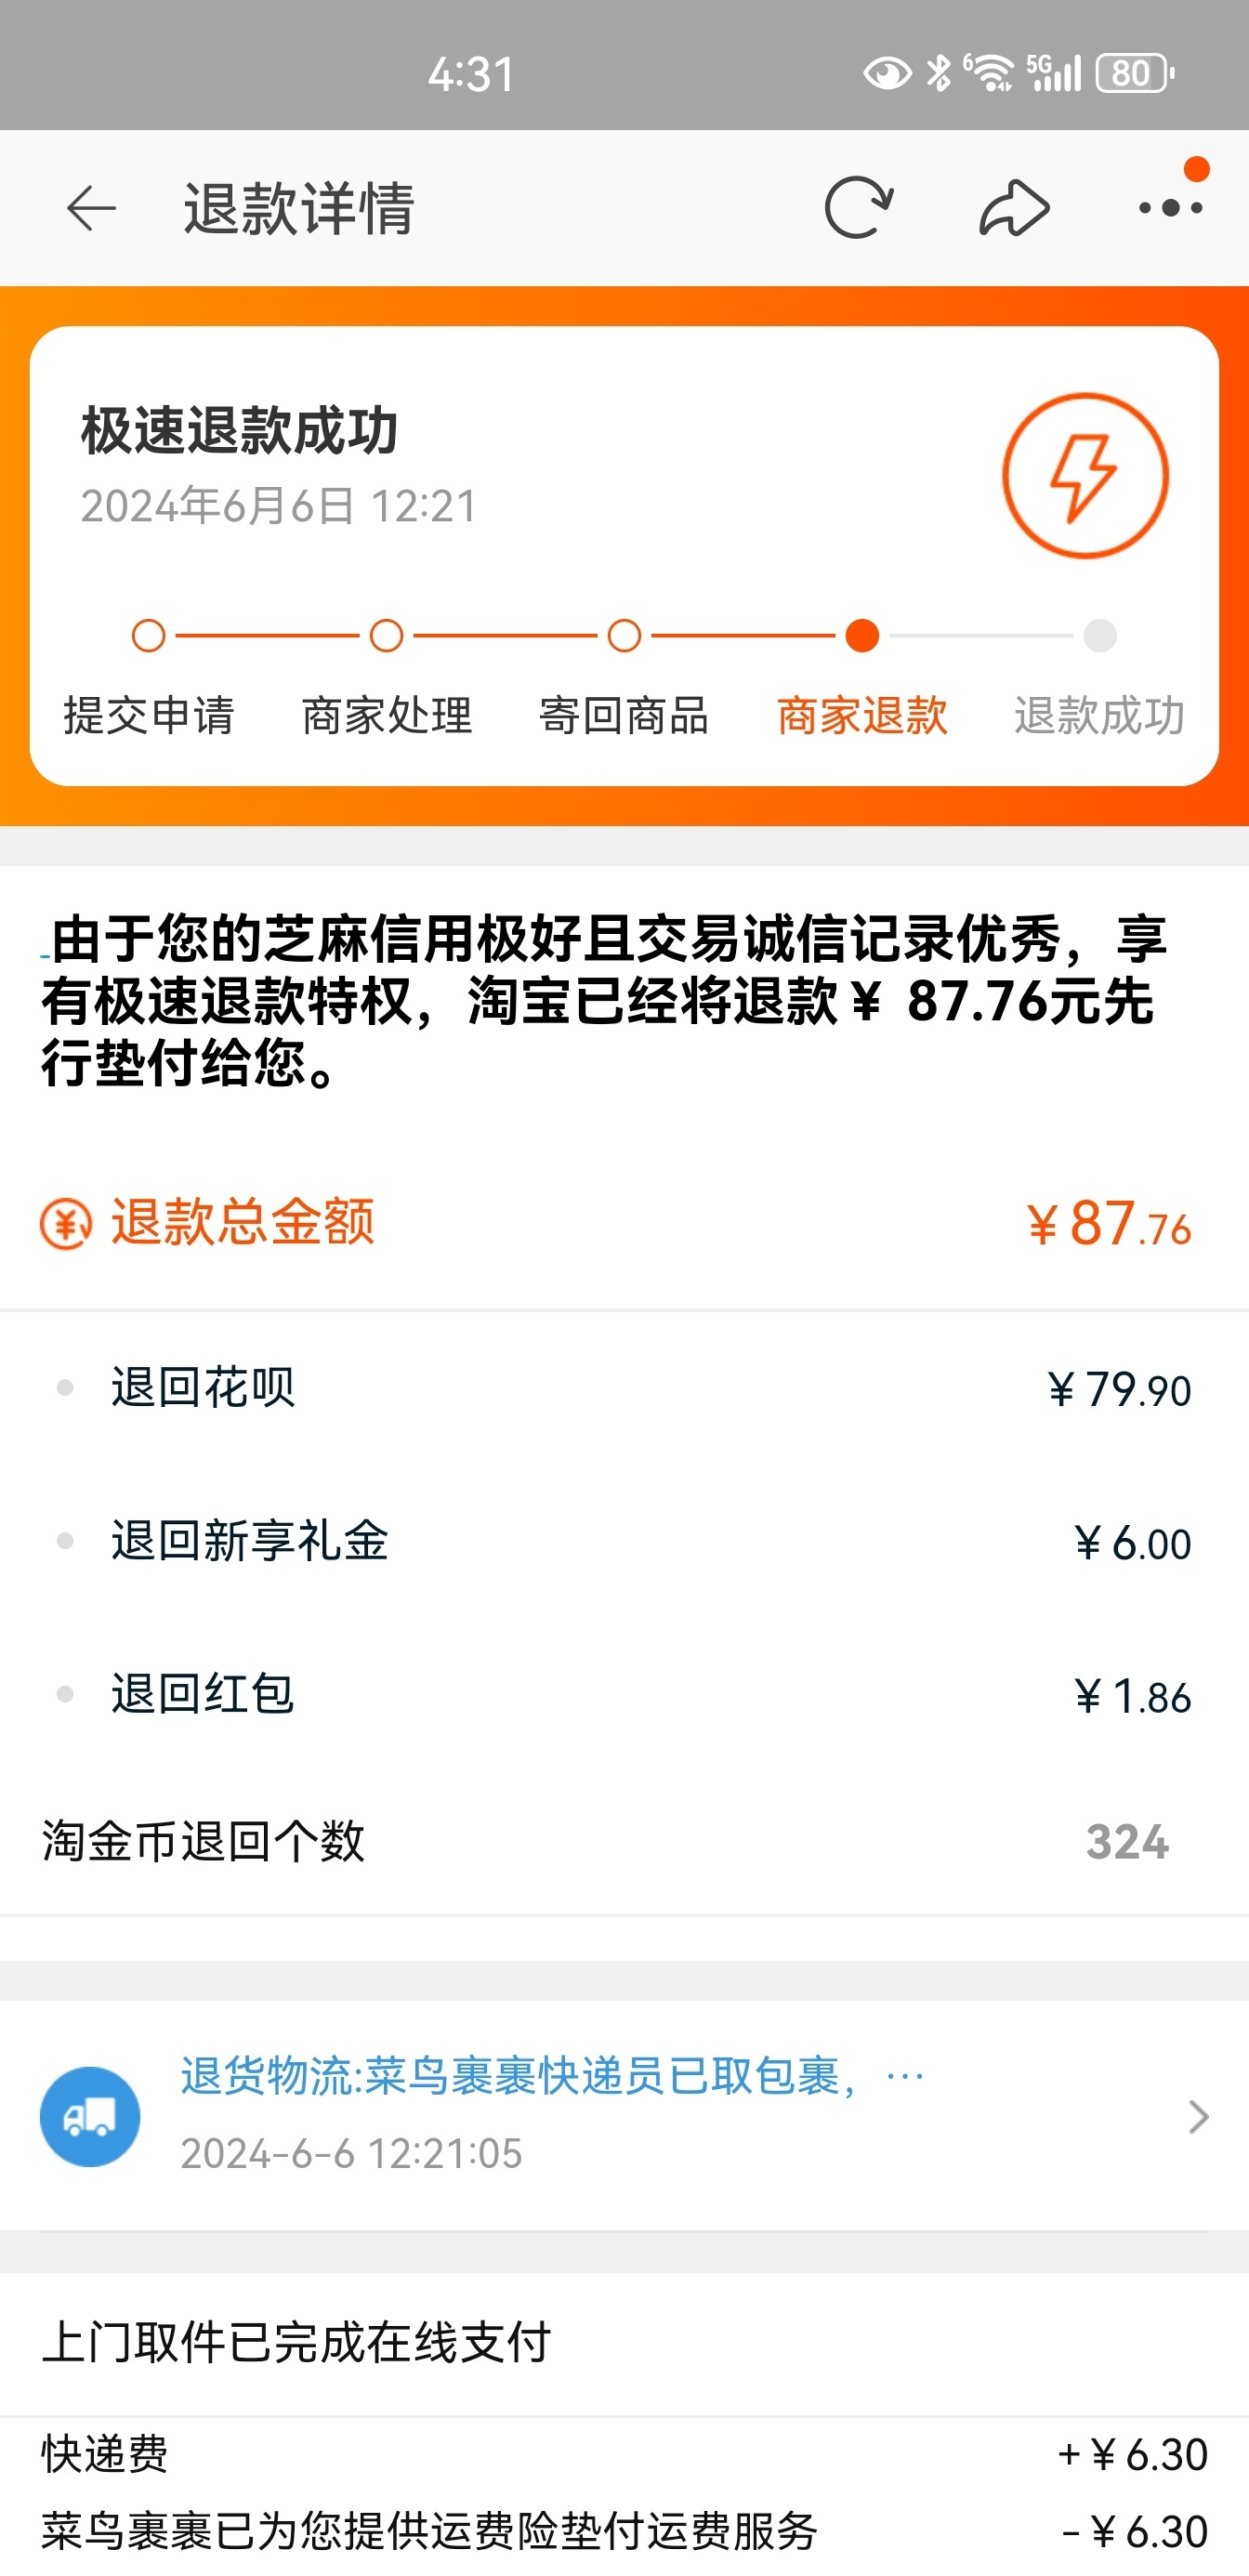 4:31
6 5G 80
退款详情
极速退款成功
2024年6月6日 12:21
提交申请 商家处理 寄回商品 商家退款 退款成功
由于您的芝麻信用极好且交易诚信记录优秀，享
有极速退款特权，淘宝已经将退款¥ 87.76元先
行垫付给您。
退款总金额 ¥87.76
退回花呗 ¥79.90
退回新享礼金 ¥6.00
退回红包 ¥1.86
淘金币退回个数 324
退货物流:菜鸟裹裹快递员已取包裹，…
2024-6-6 12:21:05
上门取件已完成在线支付
快递费 +¥6.30
菜鸟裹裹已为您提供运费险垫付运费服务 -¥6.30